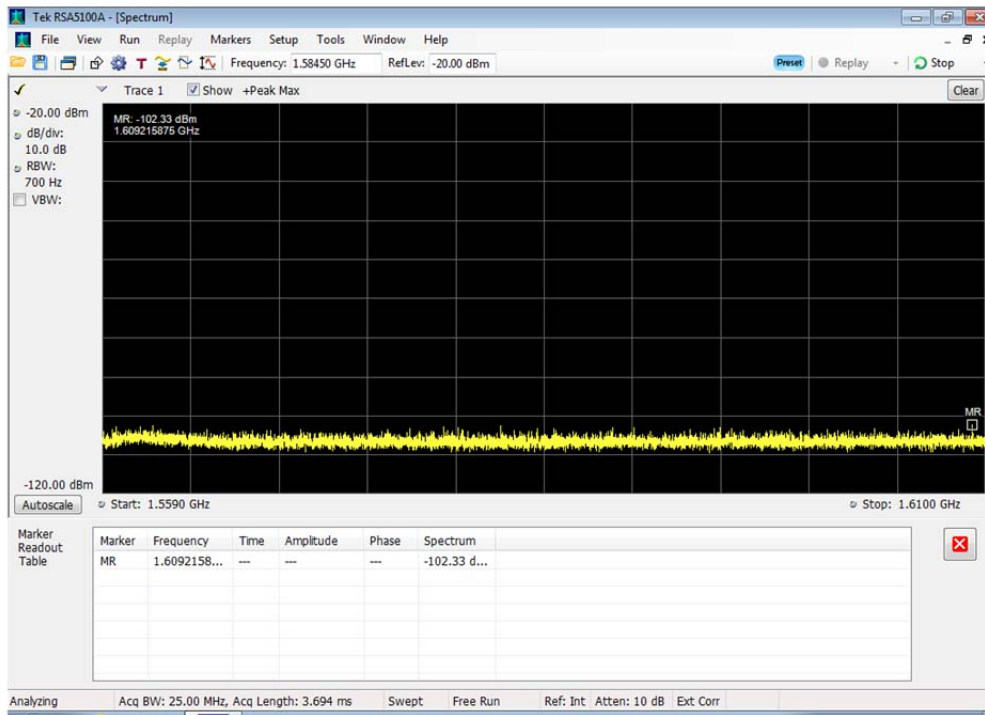 Tek RSA5100A - [Spectrum]
File View Run Replay Markers Setup Tools Window Help
T Frequency: 1.58450 GHz RefLev: -20.00 dBm Preset Replay Stop
Trace 1 Show +Peak Max Clear
-20.00 dBm
dB/div:
10.0 dB
RBW:
700 Hz
VBW:
MR: -102.33 dBm
1.609215875 GHz
MR
-120.00 dBm
Autoscale Start: 1.5590 GHz Stop: 1.6100 GHz
Marker
Readout
Table
Marker Frequency Time Amplitude Phase Spectrum
MR 1.6092158... --- --- --- -102.33 d...
Analyzing Acq BW: 25.00 MHz, Acq Length: 3.694 ms Swept Free Run Ref: Int Atten: 10 dB Ext Corr